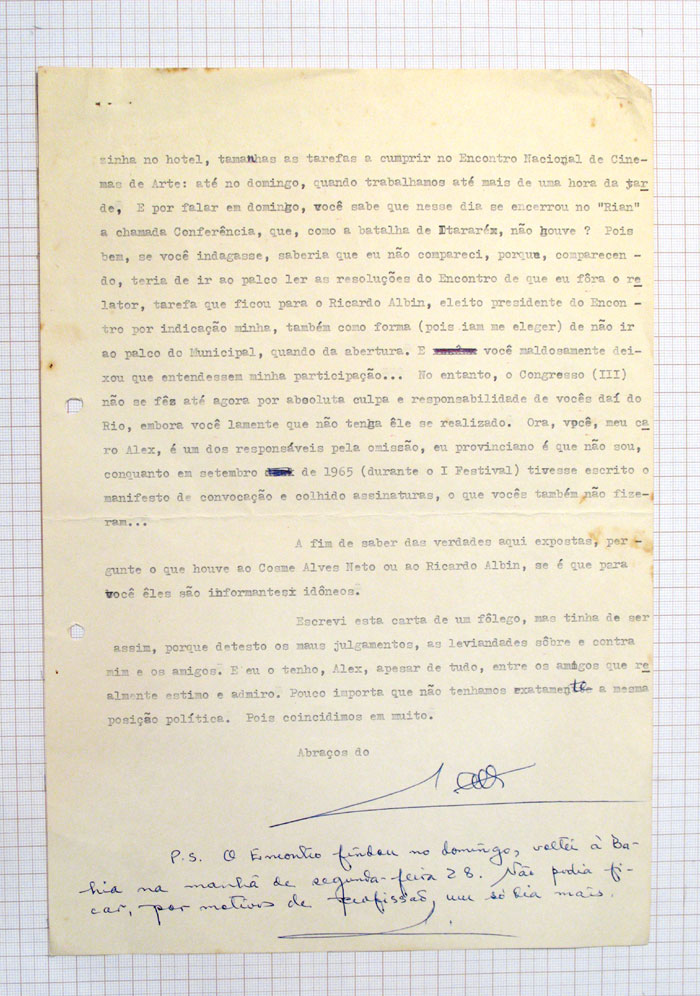 zinha no hotel, tamanhas as tarefas a cumprir no Encontro Nacional de Cine-
mas de Arte: até no domingo, quando trabalhamos até mais de uma hora da tar
de, E por falar em domingo, você sabe que nesse dia se encerrou no "Rian"
a chamada Conferência, que, como a batalha de Itararéx, não houve ? Pois
bem, se você indagasse, saberia que eu não compareci, porque, comparecen -
do, teria de ir ao palco ler as resoluções do Encontro de que eu fôra o re
lator, tarefa que ficou para o Ricardo Albin, eleito presidente do Encon -
tro por indicação minha, também como forma (pois iam me eleger) de não ir
ao palco do Municipal, quando da abertura. E você maldosamente dei-
xou que entendessem minha participação... No entanto, o Congresso (III)
não se fês até agora por absoluta culpa e responsabilidade de vocês daí do
Rio, embora você lamente que não tenha êle se realizado. Ora, você, meu ca
ro Alex, é um dos responsáveis pela omissão, eu provinciano é que não sou,
conquanto em setembro de 1965 (durante o I Festival) tivesse escrito o
manifesto de convocação e colhido assinaturas, o que vocês também não fize-
ram...
A fim de saber das verdades aqui expostas, per -
gunte o que houve ao Cosme Alves Neto ou ao Ricardo Albin, se é que para
você êles são informantesi idôneos.
Escrevi esta carta de um fôlego, mas tinha de ser
assim, porque detesto os maus julgamentos, as leviandades sôbre e contra
mim e os amigos. E eu o tenho, Alex, apesar de tudo, entre os amigos que re
almente estimo e admiro. Pouco importa que não tenhamos exatamente a mesma
posição política. Pois coincidimos em muito.
Abraços do
P.S. O Encontro findou no domingo, voltei à Ba-
hia na manhã de segunda-feira 28. Não podia fi-
car, por motivos de profissão, um só dia mais.